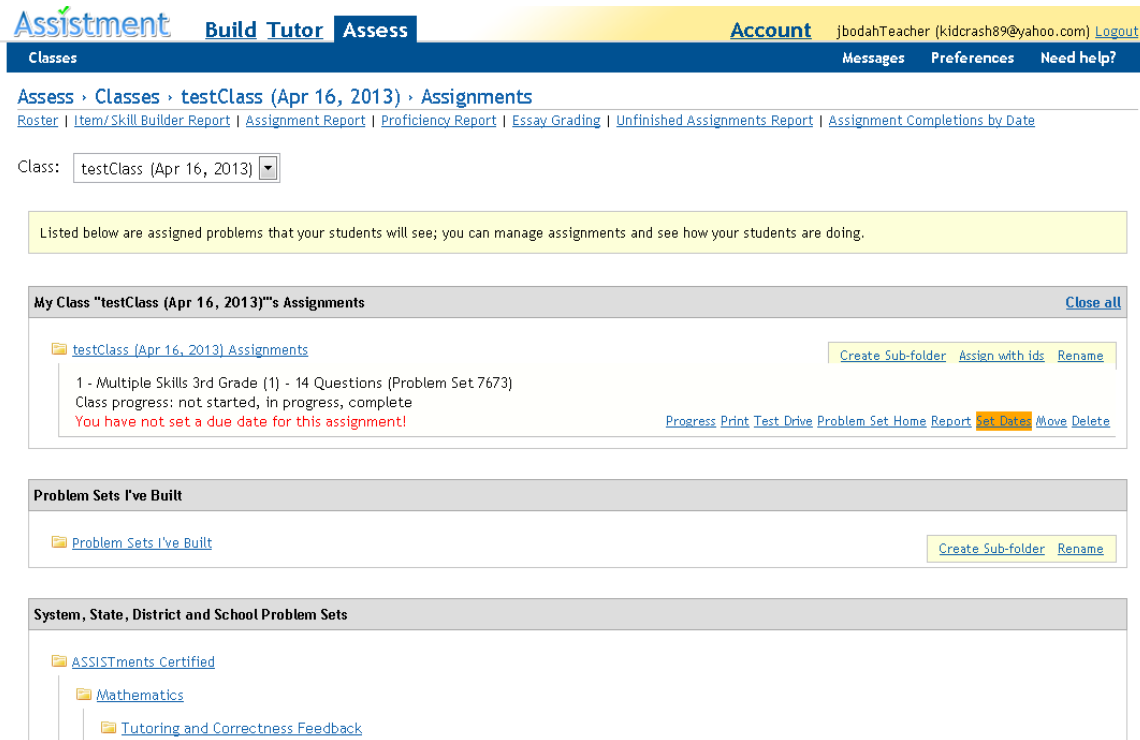 Assistment Build Tutor Assess Account jbodahTeacher (kidcrash89@yahoo.com) Logout
Classes Messages Preferences Need help?
Assess › Classes › testClass (Apr 16, 2013) › Assignments
Roster | Item/Skill Builder Report | Assignment Report | Proficiency Report | Essay Grading | Unfinished Assignments Report | Assignment Completions by Date
Class: testClass (Apr 16, 2013)
Listed below are assigned problems that your students will see; you can manage assignments and see how your students are doing.
My Class "testClass (Apr 16, 2013)"'s Assignments Close all
testClass (Apr 16, 2013) Assignments Create Sub-folder Assign with ids Rename
1 - Multiple Skills 3rd Grade (1) - 14 Questions (Problem Set 7673)
Class progress: not started, in progress, complete
You have not set a due date for this assignment! Progress Print Test Drive Problem Set Home Report Set Dates Move Delete
Problem Sets I've Built
Problem Sets I've Built Create Sub-folder Rename
System, State, District and School Problem Sets
ASSISTments Certified
Mathematics
Tutoring and Correctness Feedback